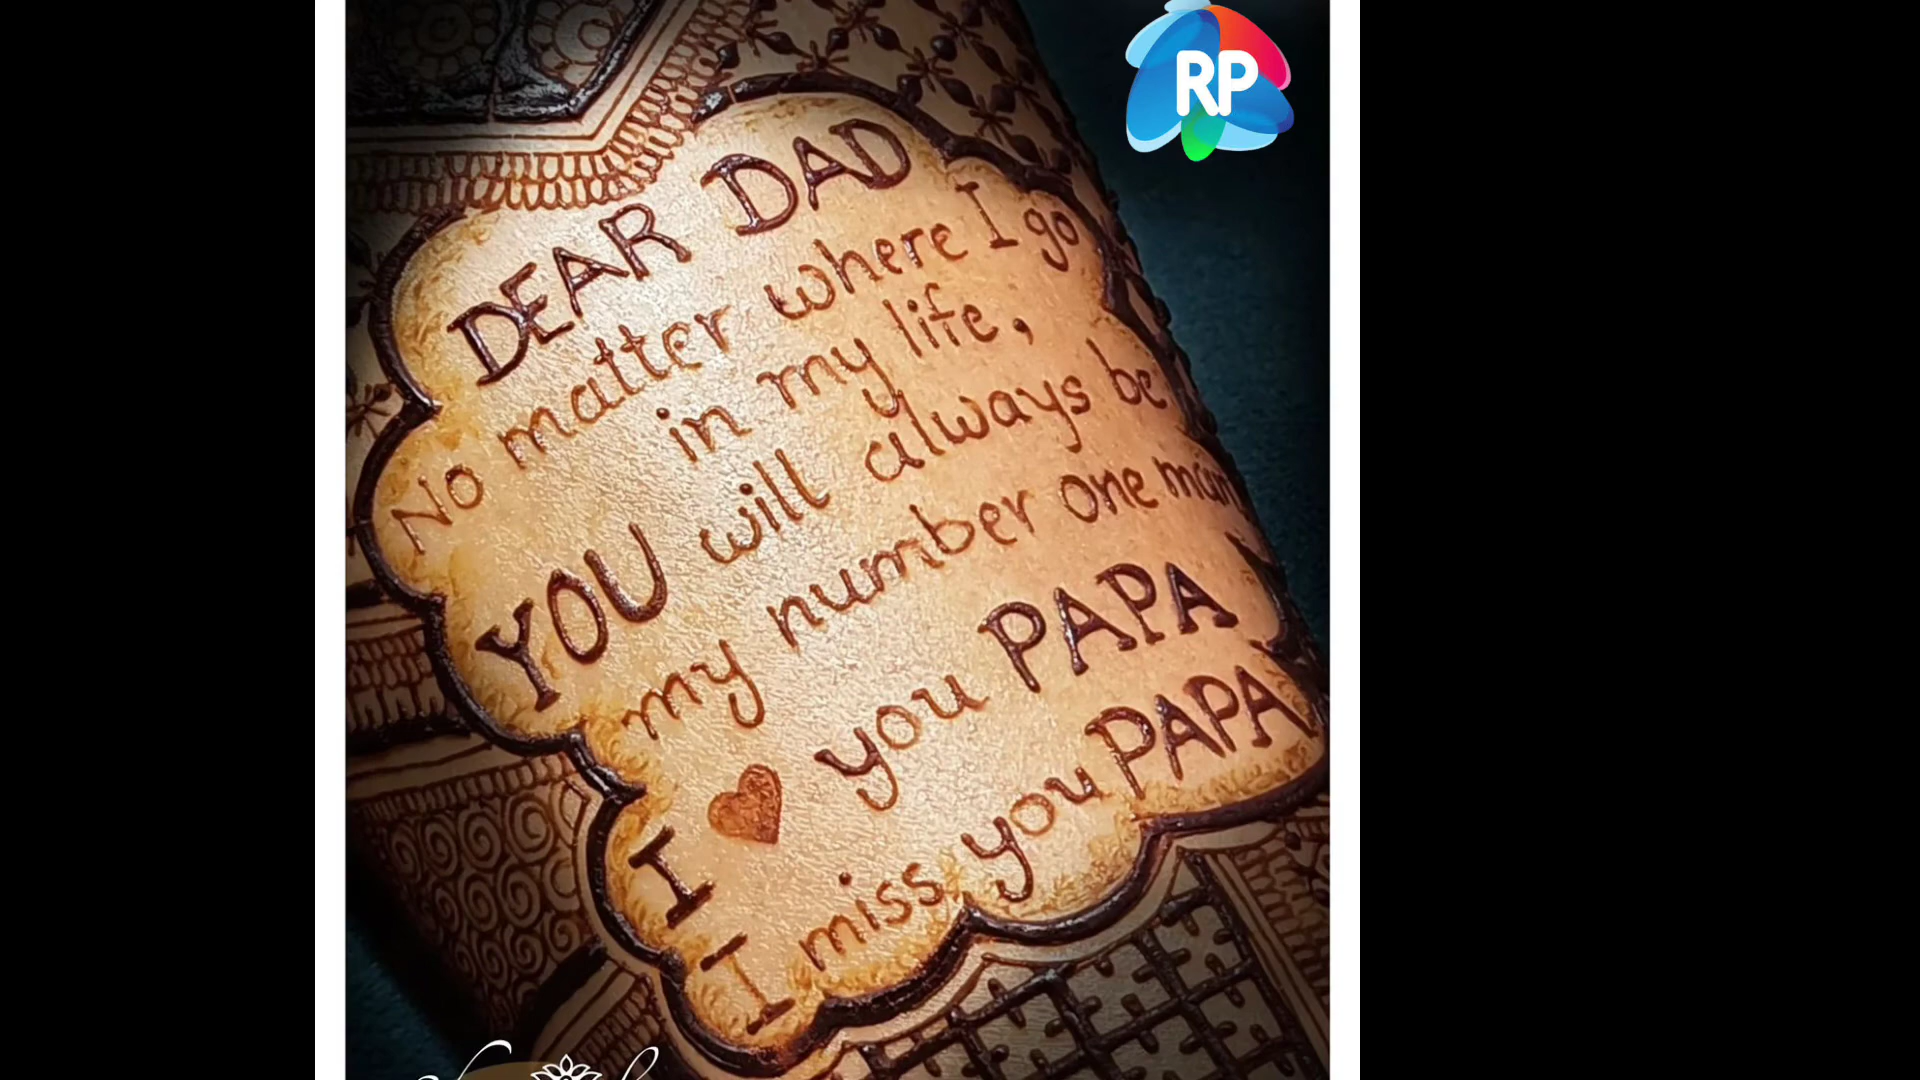 RP
DEAR DAD
No matter where I go
in my life,
YOU will always be
my number one man
I ❤ you PAPA
I miss you PAPA